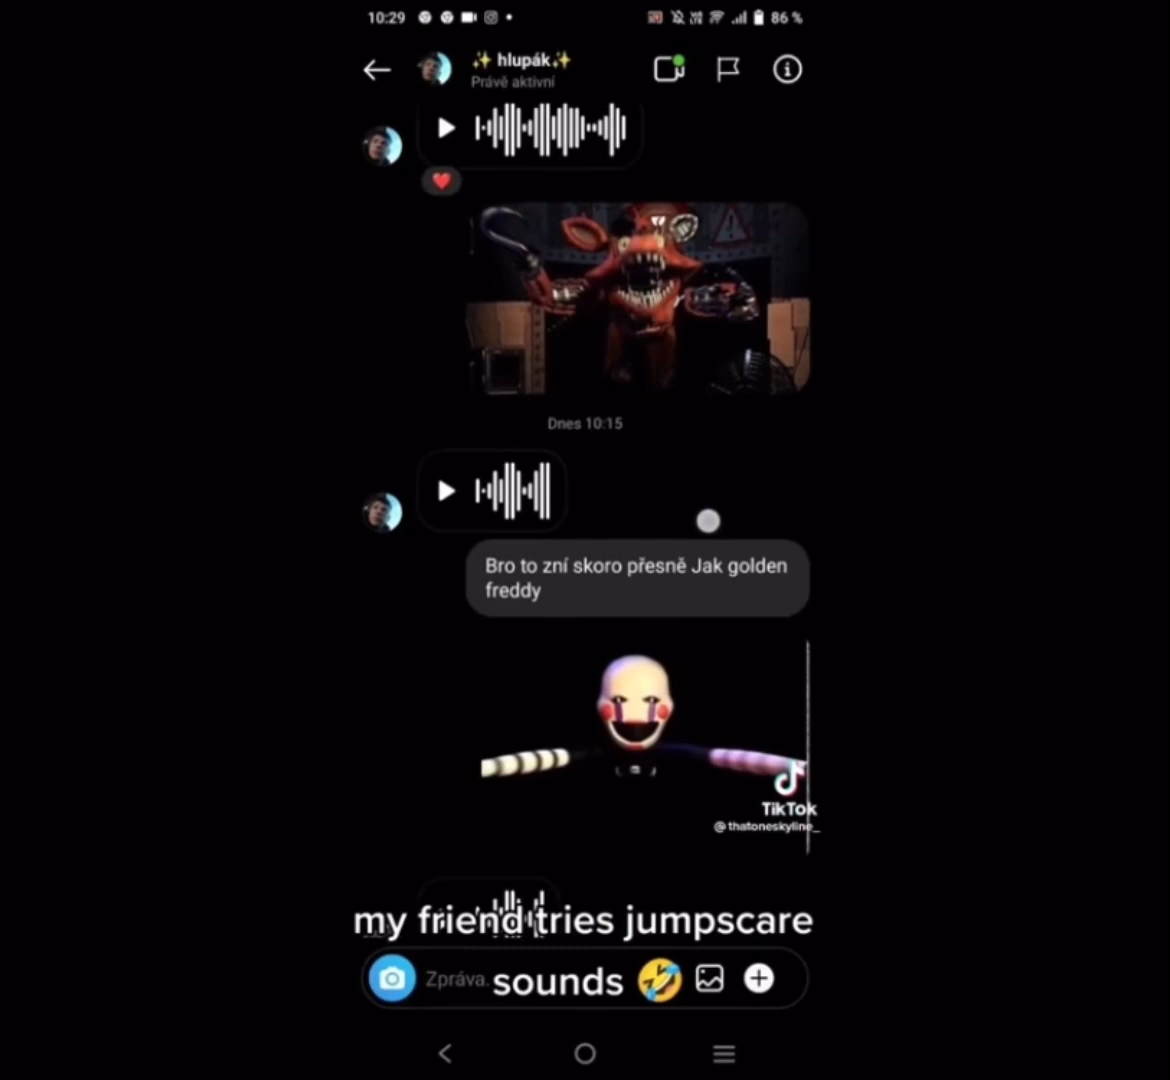 10:29
86 %
✨ hlupák✨
Právě aktivní
Dnes 10:15
Bro to zní skoro přesně Jak golden
freddy
TikTok
@thatoneskyline_
my friend tries jumpscare
Zpráva.
sounds 🤣